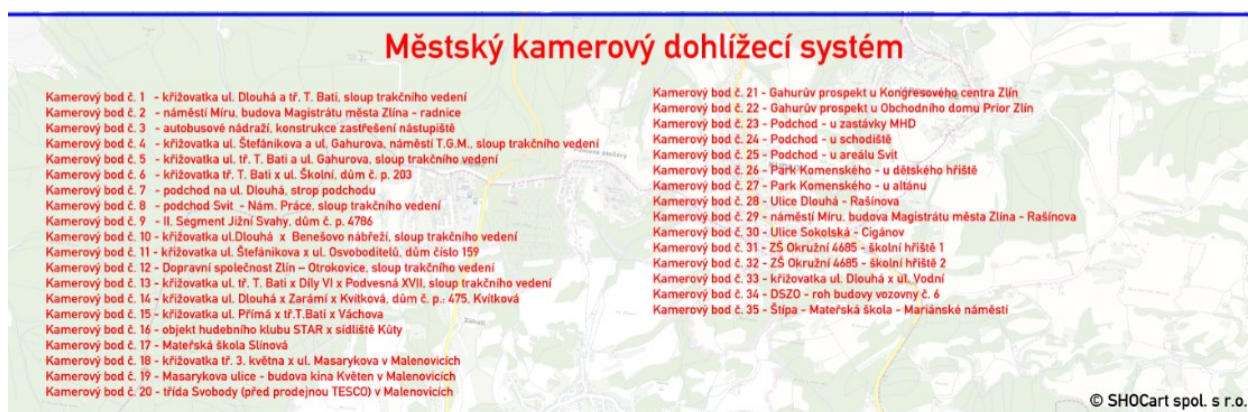 Městský kamerový dohlížecí systém
Kamerový bod č. 1 - křižovatka ul. Dlouhá a tř. T. Bati, sloup trakčního vedení
Kamerový bod č. 2 - náměstí Míru, budova Magistrátu města Zlína - radnice
Kamerový bod č. 3 - autobusové nádraží, konstrukce zastřešení nástupiště
Kamerový bod č. 4 - křižovatka ul. Štefánikova a ul. Gahurova, náměstí T.G.M., sloup trakčního vedení
Kamerový bod č. 5 - křižovatka ul. tř. T. Bati a ul. Gahurova, sloup trakčního vedení
Kamerový bod č. 6 - křižovatka tř. T. Bati x ul. Školní, dům č. p. 203
Kamerový bod č. 7 - podchod na ul. Dlouhá, strop podchodu
Kamerový bod č. 8 - podchod Svit - Nám. Práce, sloup trakčního vedení
Kamerový bod č. 9 - II. Segment Jižní Svahy, dům č. p. 4786
Kamerový bod č. 10 - křižovatka ul.Dlouhá x Benešovo nábřeží, sloup trakčního vedení
Kamerový bod č. 11 - křižovatka ul. Štefánikova x ul. Osvoboditelů, dům číslo 159
Kamerový bod č. 12 - Dopravní společnost Zlín – Otrokovice, sloup trakčního vedení
Kamerový bod č. 13 - křižovatka ul. tř. T. Bati x Díly VI x Podvesná XVII, sloup trakčního vedení
Kamerový bod č. 14 - křižovatka ul. Dlouhá x Zarámí x Kvítková, dům č. p.: 475, Kvítková
Kamerový bod č. 15 - křižovatka ul. Přímá x tř.T.Bati x Váchova
Kamerový bod č. 16 - objekt hudebního klubu STAR x sídliště Kůty
Kamerový bod č. 17 - Mateřská škola Slínová
Kamerový bod č. 18 - křižovatka tř. 3. května x ul. Masarykova v Malenovicích
Kamerový bod č. 19 - Masarykova ulice - budova kina Květen v Malenovicích
Kamerový bod č. 20 - třída Svobody (před prodejnou TESCO) v Malenovicích
Kamerový bod č. 21 - Gahurův prospekt u Kongresového centra Zlín
Kamerový bod č. 22 - Gahurův prospekt u Obchodního domu Prior Zlín
Kamerový bod č. 23 - Podchod - u zastávky MHD
Kamerový bod č. 24 - Podchod - u schodiště
Kamerový bod č. 25 - Podchod - u areálu Svit
Kamerový bod č. 26 - Park Komenského - u dětského hřiště
Kamerový bod č. 27 - Park Komenského - u altánu
Kamerový bod č. 28 - Ulice Dlouhá - Rašínova
Kamerový bod č. 29 - náměstí Míru, budova Magistrátu města Zlína - Rašínova
Kamerový bod č. 30 - Ulice Sokolská - Cigánov
Kamerový bod č. 31 - ZŠ Okružní 4685 - školní hřiště 1
Kamerový bod č. 32 - ZŠ Okružní 4685 - školní hřiště 2
Kamerový bod č. 33 - křižovatka ul. Dlouhá x ul. Vodní
Kamerový bod č. 34 - DSZO - roh budovy vozovny č. 6
Kamerový bod č. 35 - Štípa - Mateřská škola - Mariánské náměstí
© SHOCart spol. s r.o.